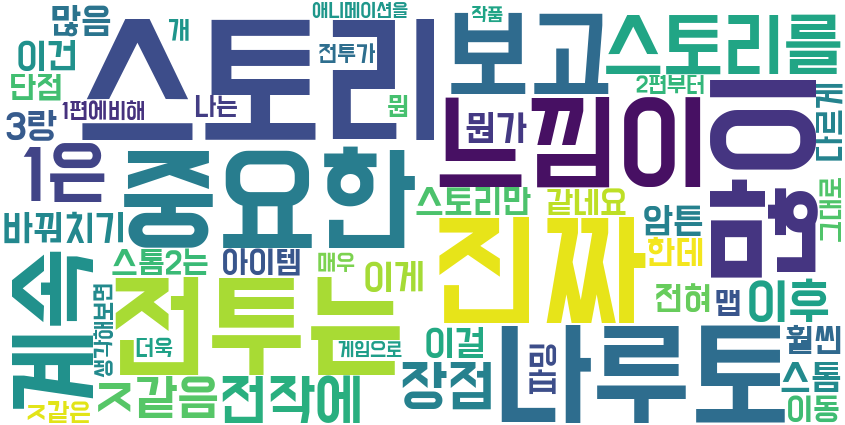 많음
개
애니메이션을
작품
스토리
보고
스토리를
이건
전투가
단점
1편에비해
나는
뭔
2편부터
3랑
뭔가
느낌이
이런
다르게
1은
중요한
바꿔치기
스토리만
같네요
암튼
그대로
계속
스톰2는
아이템
매우
이게
진짜
한데
전혀
맵
이후
생각해보면
전투는
더욱
게임으로
이걸
파밍
나루토
훨씬
ㅈ같은
ㅈ같음
전작에
장점
스톰
이동